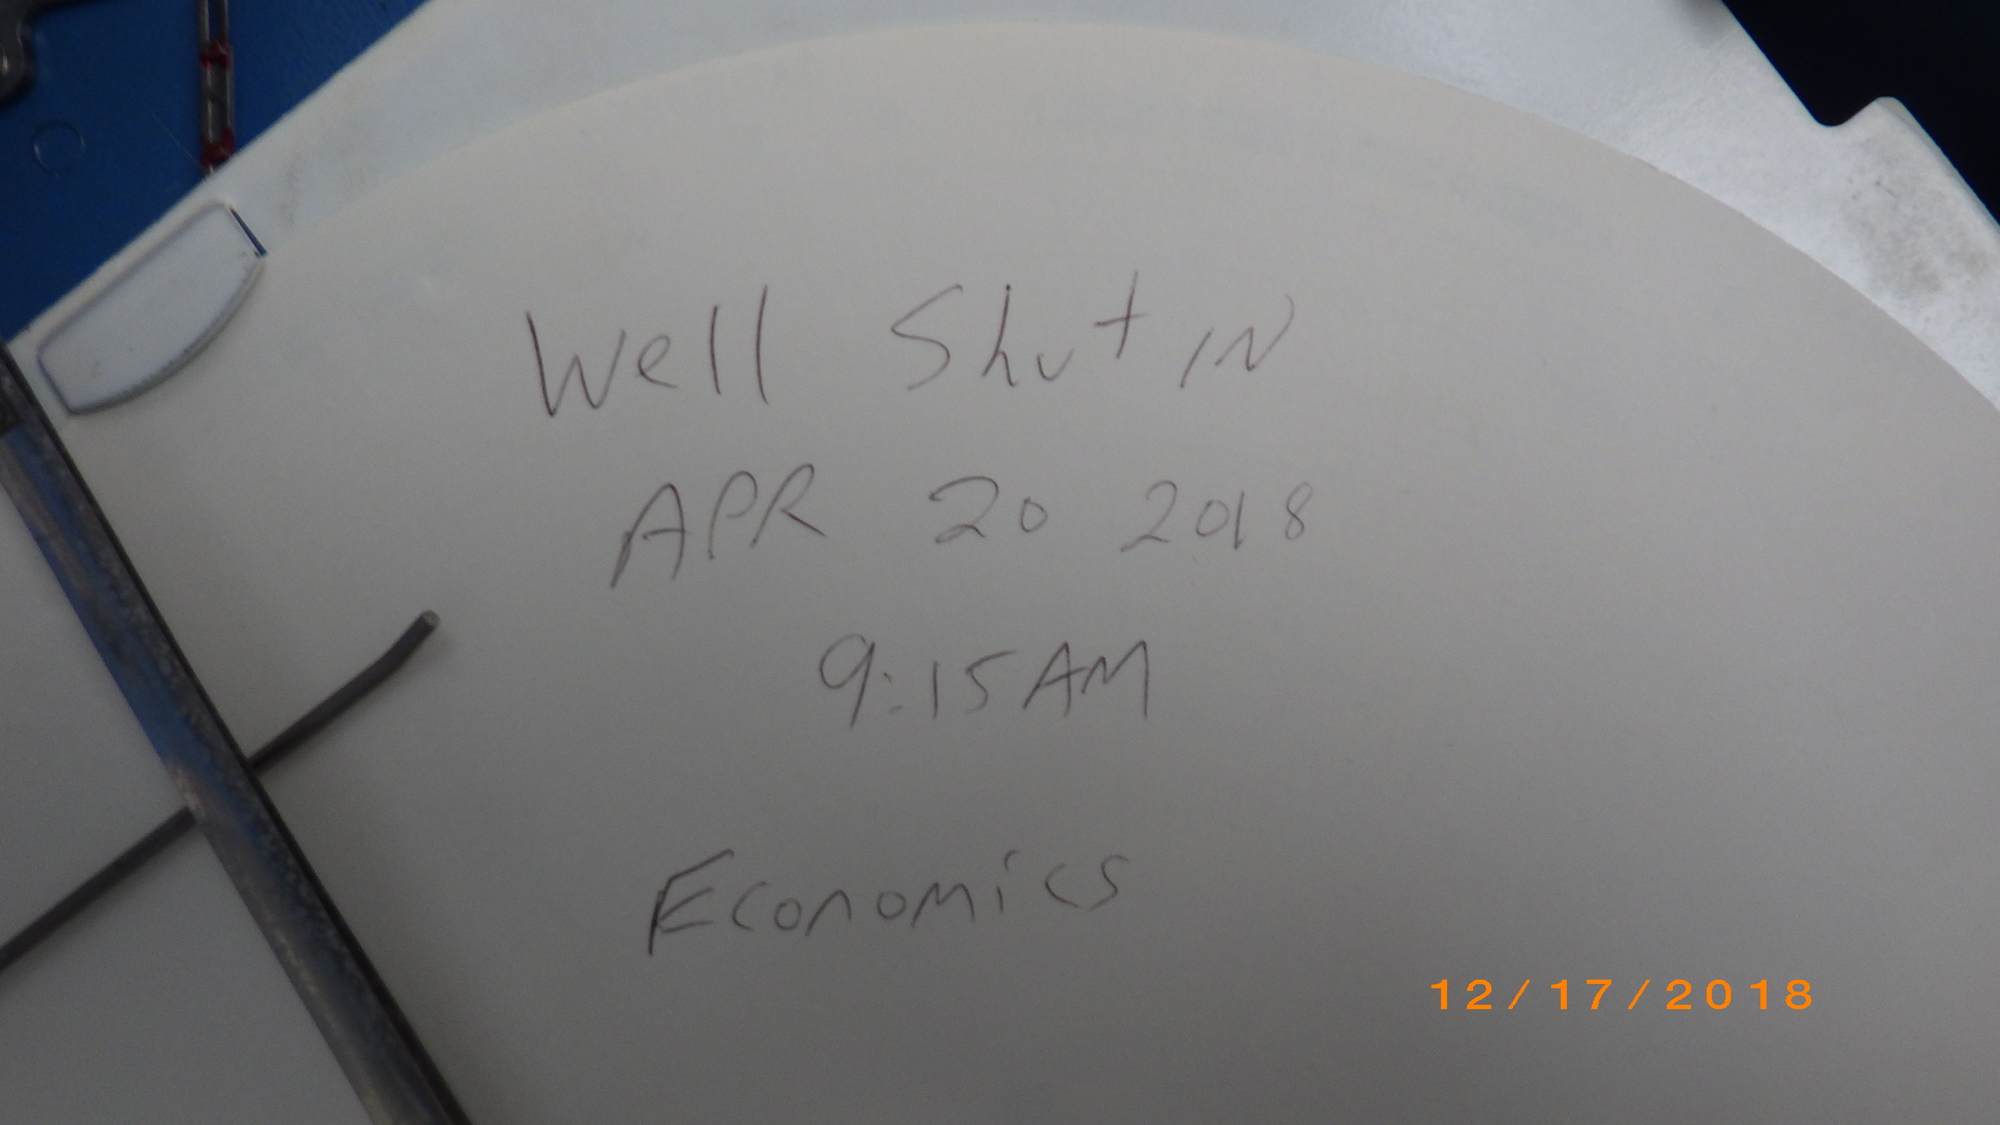 Well Shut IN
APR 20 2018
9:15AM
Economics
12/17/2018